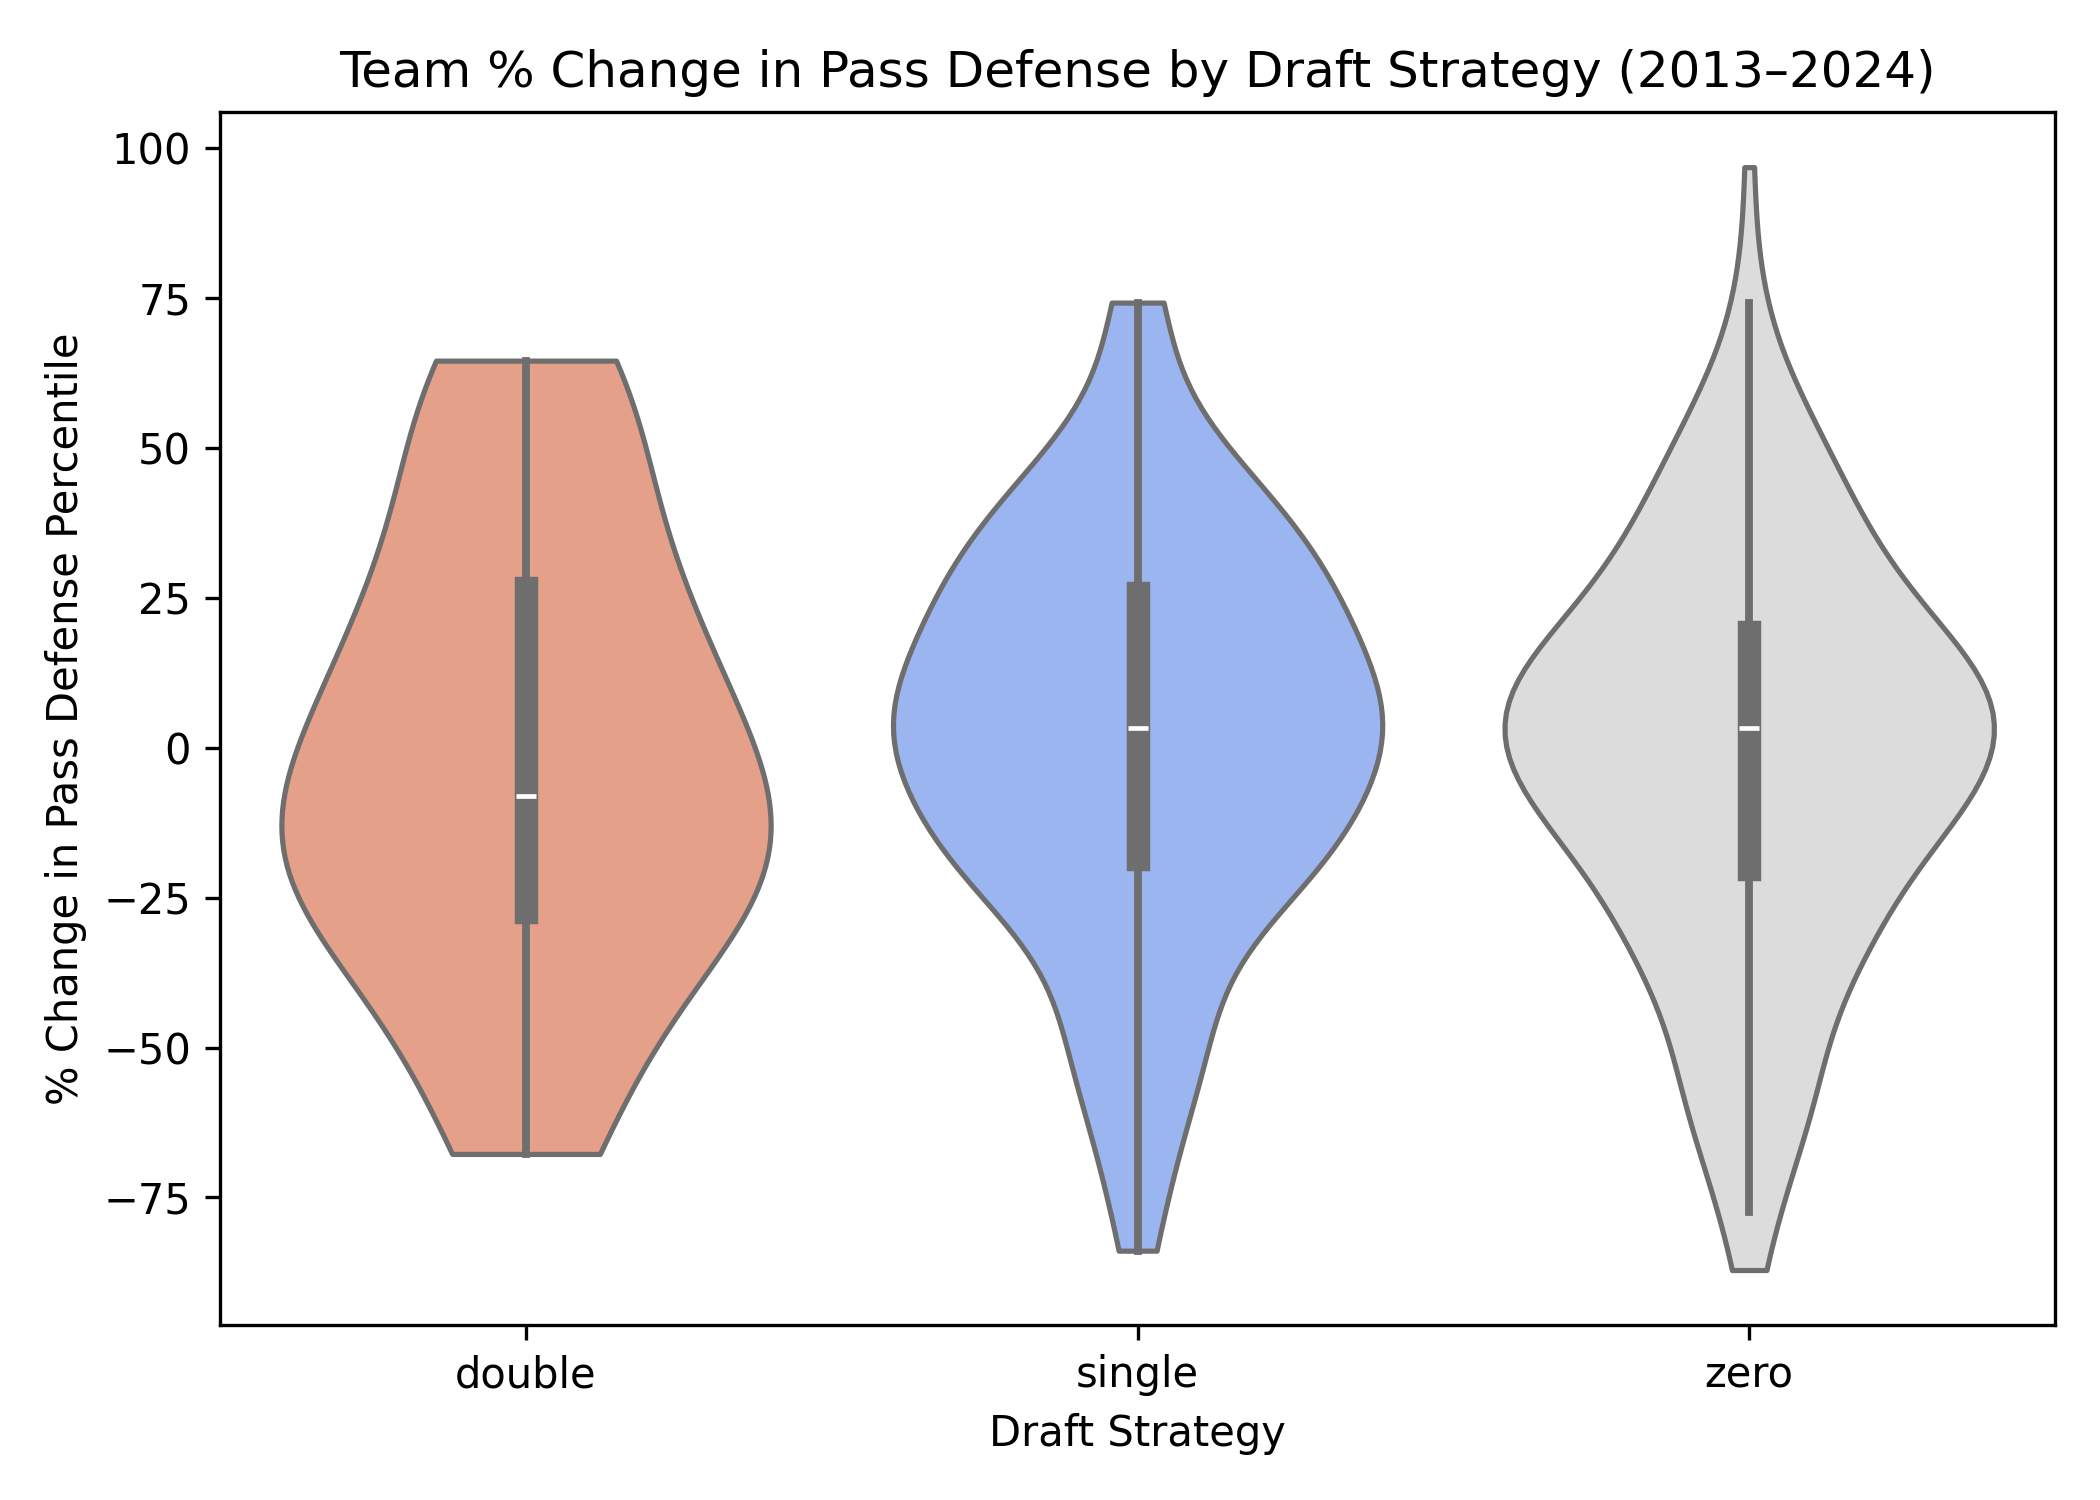 Team % Change in Pass Defense by Draft Strategy (2013–2024)
% Change in Pass Defense Percentile
100
75
50
25
0
−25
−50
−75
double
single
zero
Draft Strategy